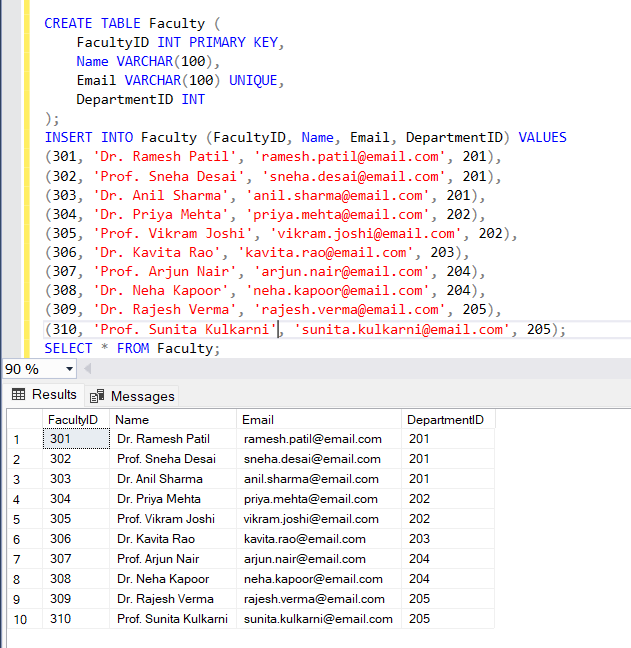 CREATE TABLE Faculty (
    FacultyID INT PRIMARY KEY,
    Name VARCHAR(100),
    Email VARCHAR(100) UNIQUE,
    DepartmentID INT
);
INSERT INTO Faculty (FacultyID, Name, Email, DepartmentID) VALUES
(301, 'Dr. Ramesh Patil', 'ramesh.patil@email.com', 201),
(302, 'Prof. Sneha Desai', 'sneha.desai@email.com', 201),
(303, 'Dr. Anil Sharma', 'anil.sharma@email.com', 201),
(304, 'Dr. Priya Mehta', 'priya.mehta@email.com', 202),
(305, 'Prof. Vikram Joshi', 'vikram.joshi@email.com', 202),
(306, 'Dr. Kavita Rao', 'kavita.rao@email.com', 203),
(307, 'Prof. Arjun Nair', 'arjun.nair@email.com', 204),
(308, 'Dr. Neha Kapoor', 'neha.kapoor@email.com', 204),
(309, 'Dr. Rajesh Verma', 'rajesh.verma@email.com', 205),
(310, 'Prof. Sunita Kulkarni', 'sunita.kulkarni@email.com', 205);
SELECT * FROM Faculty;
90 %
Results Messages
FacultyID Name Email DepartmentID
1 301 Dr. Ramesh Patil ramesh.patil@email.com 201
2 302 Prof. Sneha Desai sneha.desai@email.com 201
3 303 Dr. Anil Sharma anil.sharma@email.com 201
4 304 Dr. Priya Mehta priya.mehta@email.com 202
5 305 Prof. Vikram Joshi vikram.joshi@email.com 202
6 306 Dr. Kavita Rao kavita.rao@email.com 203
7 307 Prof. Arjun Nair arjun.nair@email.com 204
8 308 Dr. Neha Kapoor neha.kapoor@email.com 204
9 309 Dr. Rajesh Verma rajesh.verma@email.com 205
10 310 Prof. Sunita Kulkarni sunita.kulkarni@email.com 205